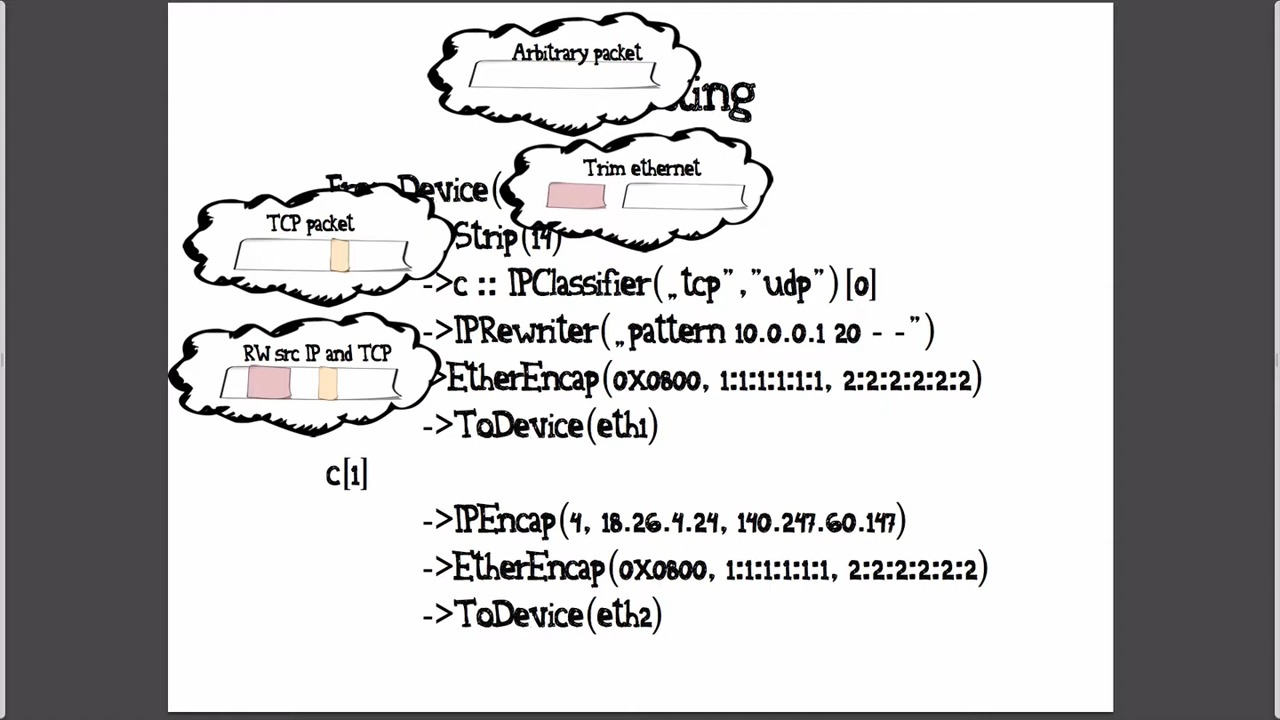 Arbitrary packet
Trim ethernet
Device(
TCP packet
Strip(14)
->c :: IPClassifier(„tcp”,"udp”)[0]
->IPRewriter(„pattern 10.0.0.1 20 - -”)
RW src IP and TCP
>EtherEncap(0X0800, 1:1:1:1:1:1, 2:2:2:2:2:2)
->ToDevice(eth1)
c[1]
->IPEncap(4, 18.26.4.24, 140.247.60.147)
->EtherEncap(0X0800, 1:1:1:1:1:1, 2:2:2:2:2:2)
->ToDevice(eth2)